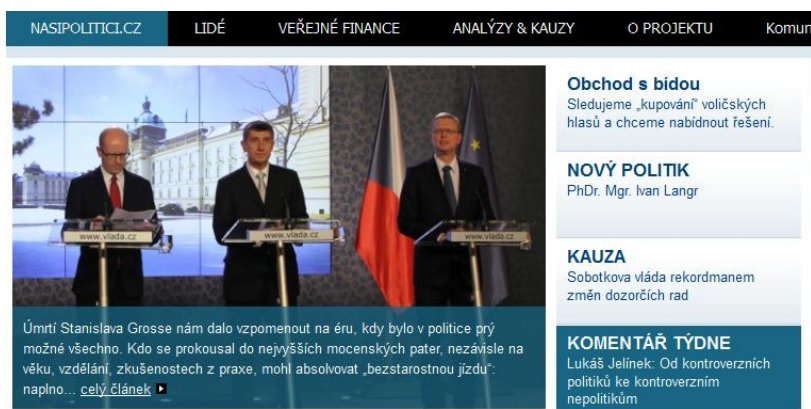 NASIPOLITICI.CZ LIDÉ VEŘEJNÉ FINANCE ANALÝZY & KAUZY O PROJEKTU Komun
www.vlada.cz www.vlada.cz www.vlada.cz
Úmrtí Stanislava Grosse nám dalo vzpomenout na éru, kdy bylo v politice prý
možné všechno. Kdo se prokousal do nejvyšších mocenských pater, nezávisle na
věku, vzdělání, zkušenostech z praxe, mohl absolvovat „bezstarostnou jízdu“:
naplno... celý článek
Obchod s bídou
Sledujeme „kupování“ voličských
hlasů a chceme nabídnout řešení.
NOVÝ POLITIK
PhDr. Mgr. Ivan Langr
KAUZA
Sobotkova vláda rekordmanem
změn dozorčích rad
KOMENTÁŘ TÝDNE
Lukáš Jelínek: Od kontroverzních
politiků ke kontroverzním
nepolitikům